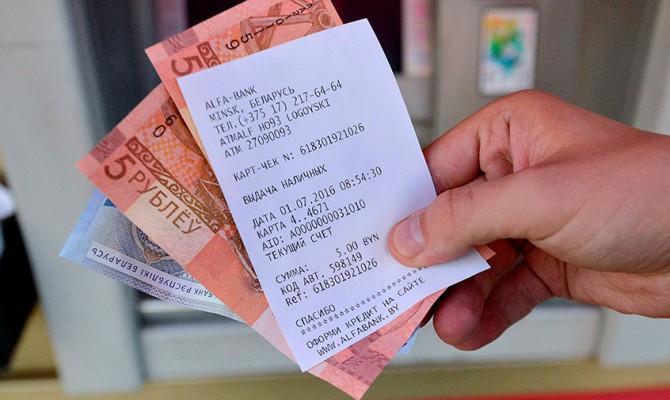 ALFA-BANK
MINSK, БЕЛАРУСЬ
ТЕЛ.(+375 17) 217-64-64
ATMALF H093 LOGOYSKI
ATM 27090093
КАРТ-ЧЕК N: 618301921026
ВЫДАЧА НАЛИЧНЫХ
ДАТА 01.07.2016 08:54:30
КАРТА 4..4671
AID: A0000000031010
ТЕКУЩИЙ СЧЕТ
СУММА: 5.00 BYN
КОД АВТ. 598149
Ref: 618301921026
СПАСИБО
************************
ОФОРМИ КРЕДИТ НА САЙТЕ
WWW.ALFABANK.BY
5
5 РУБЛЁЎ
БАНК РЭСПУБЛІКІ БЕЛАРУСЬ